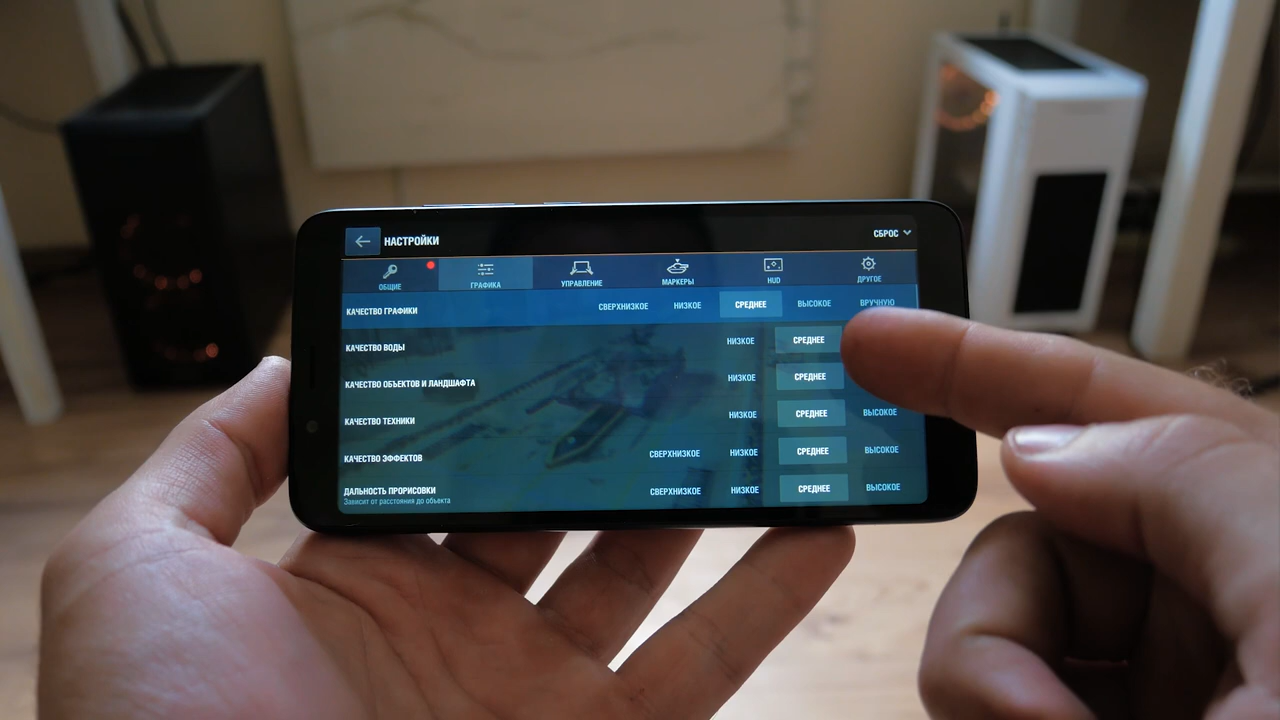 НАСТРОЙКИ СБРОС
ОБЩИЕ ГРАФИКА УПРАВЛЕНИЕ МАРКЕРЫ HUD ДРУГОЕ
КАЧЕСТВО ГРАФИКИ СВЕРХНИЗКОЕ НИЗКОЕ СРЕДНЕЕ ВЫСОКОЕ ВРУЧНУЮ
КАЧЕСТВО ВОДЫ НИЗКОЕ СРЕДНЕЕ
КАЧЕСТВО ОБЪЕКТОВ И ЛАНДШАФТА НИЗКОЕ СРЕДНЕЕ
КАЧЕСТВО ТЕХНИКИ НИЗКОЕ СРЕДНЕЕ ВЫСОКОЕ
КАЧЕСТВО ЭФФЕКТОВ СВЕРХНИЗКОЕ НИЗКОЕ СРЕДНЕЕ ВЫСОКОЕ
ДАЛЬНОСТЬ ПРОРИСОВКИ СВЕРХНИЗКОЕ НИЗКОЕ СРЕДНЕЕ ВЫСОКОЕ
Зависит от расстояния до объекта